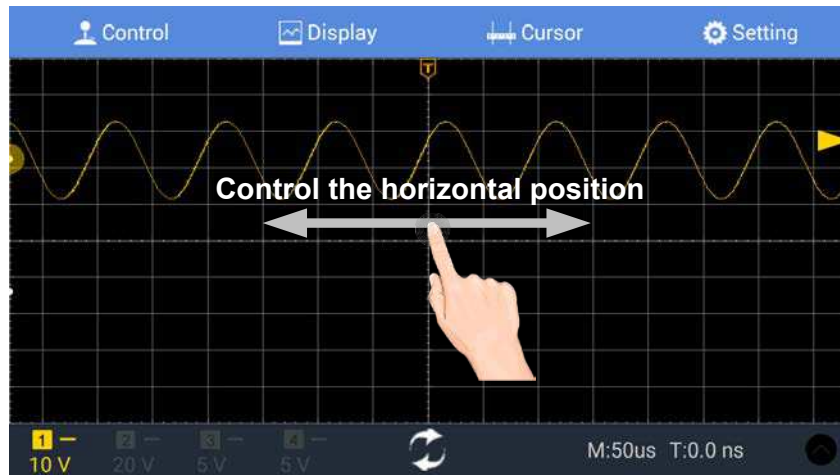 Control Display Cursor Setting
T
Control the horizontal position
1 2 3 4
10 V 20 V 5 V 5 V M:50us T:0.0 ns